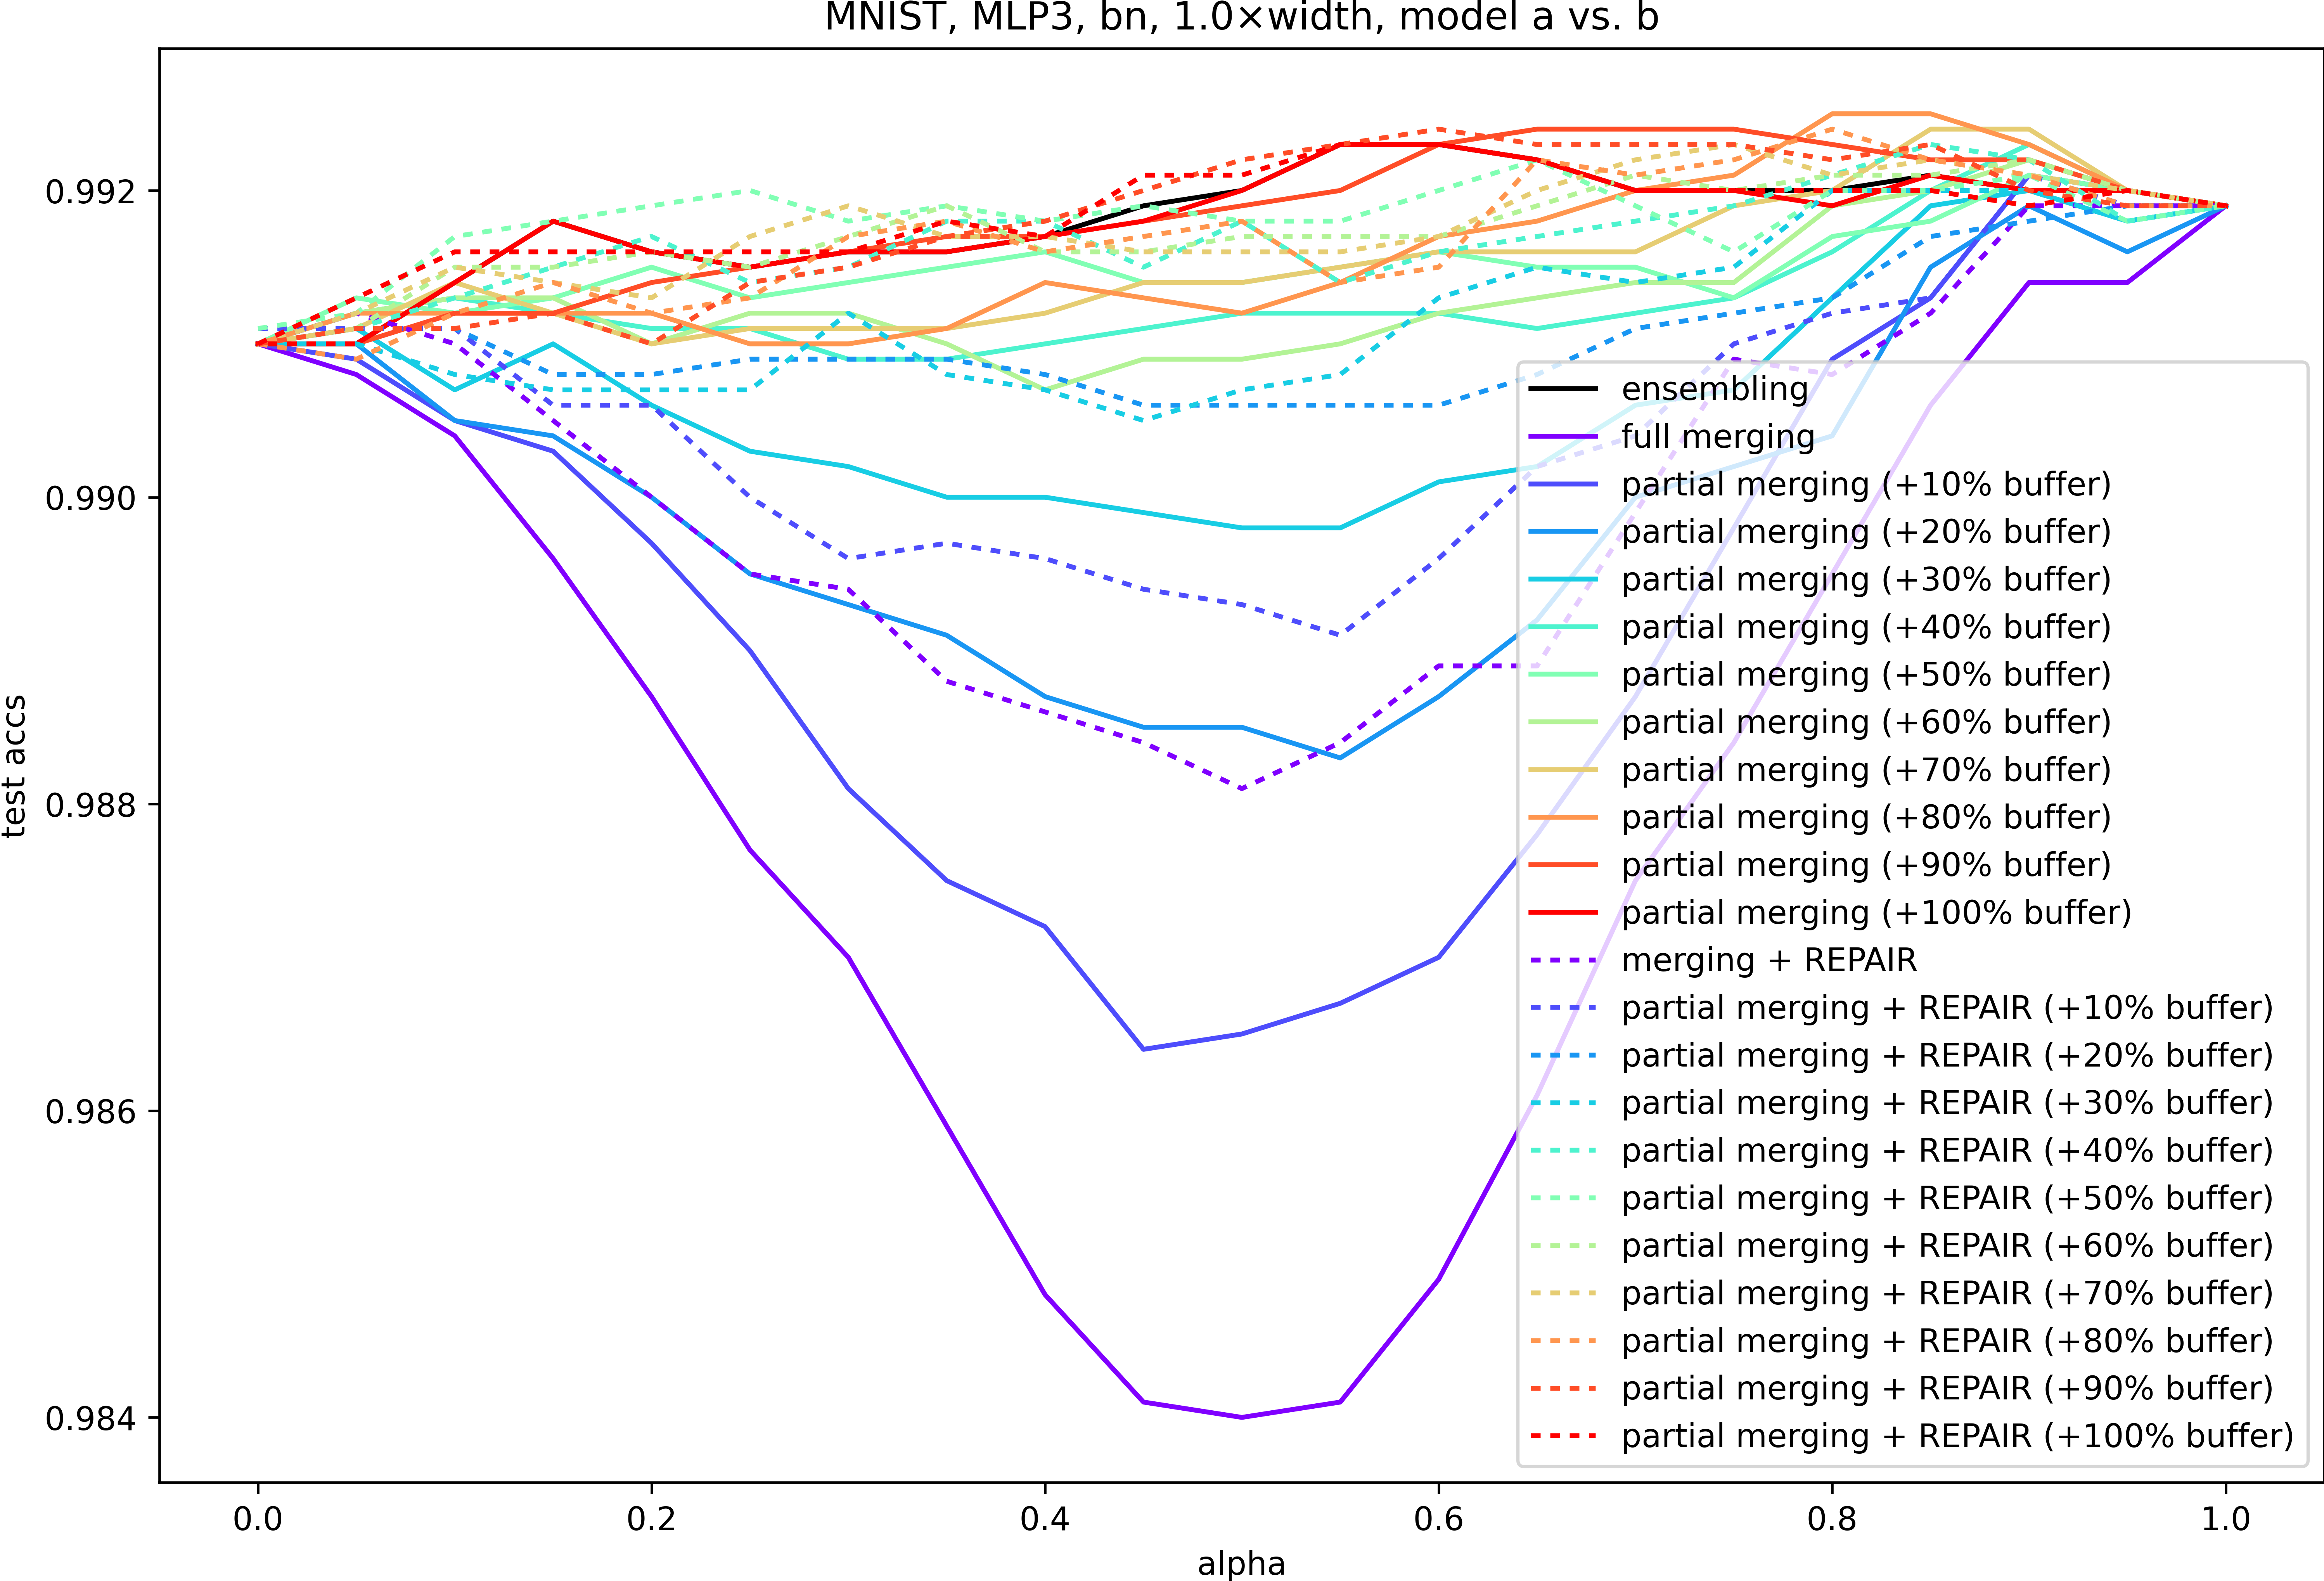 MNIST, MLP3, bn, 1.0×width, model a vs. b
test accs
0.992
0.990
0.988
0.986
0.984
ensembling
full merging
partial merging (+10% buffer)
partial merging (+20% buffer)
partial merging (+30% buffer)
partial merging (+40% buffer)
partial merging (+50% buffer)
partial merging (+60% buffer)
partial merging (+70% buffer)
partial merging (+80% buffer)
partial merging (+90% buffer)
partial merging (+100% buffer)
merging + REPAIR
partial merging + REPAIR (+10% buffer)
partial merging + REPAIR (+20% buffer)
partial merging + REPAIR (+30% buffer)
partial merging + REPAIR (+40% buffer)
partial merging + REPAIR (+50% buffer)
partial merging + REPAIR (+60% buffer)
partial merging + REPAIR (+70% buffer)
partial merging + REPAIR (+80% buffer)
partial merging + REPAIR (+90% buffer)
partial merging + REPAIR (+100% buffer)
0.0 0.2 0.4 0.6 0.8 1.0
alpha